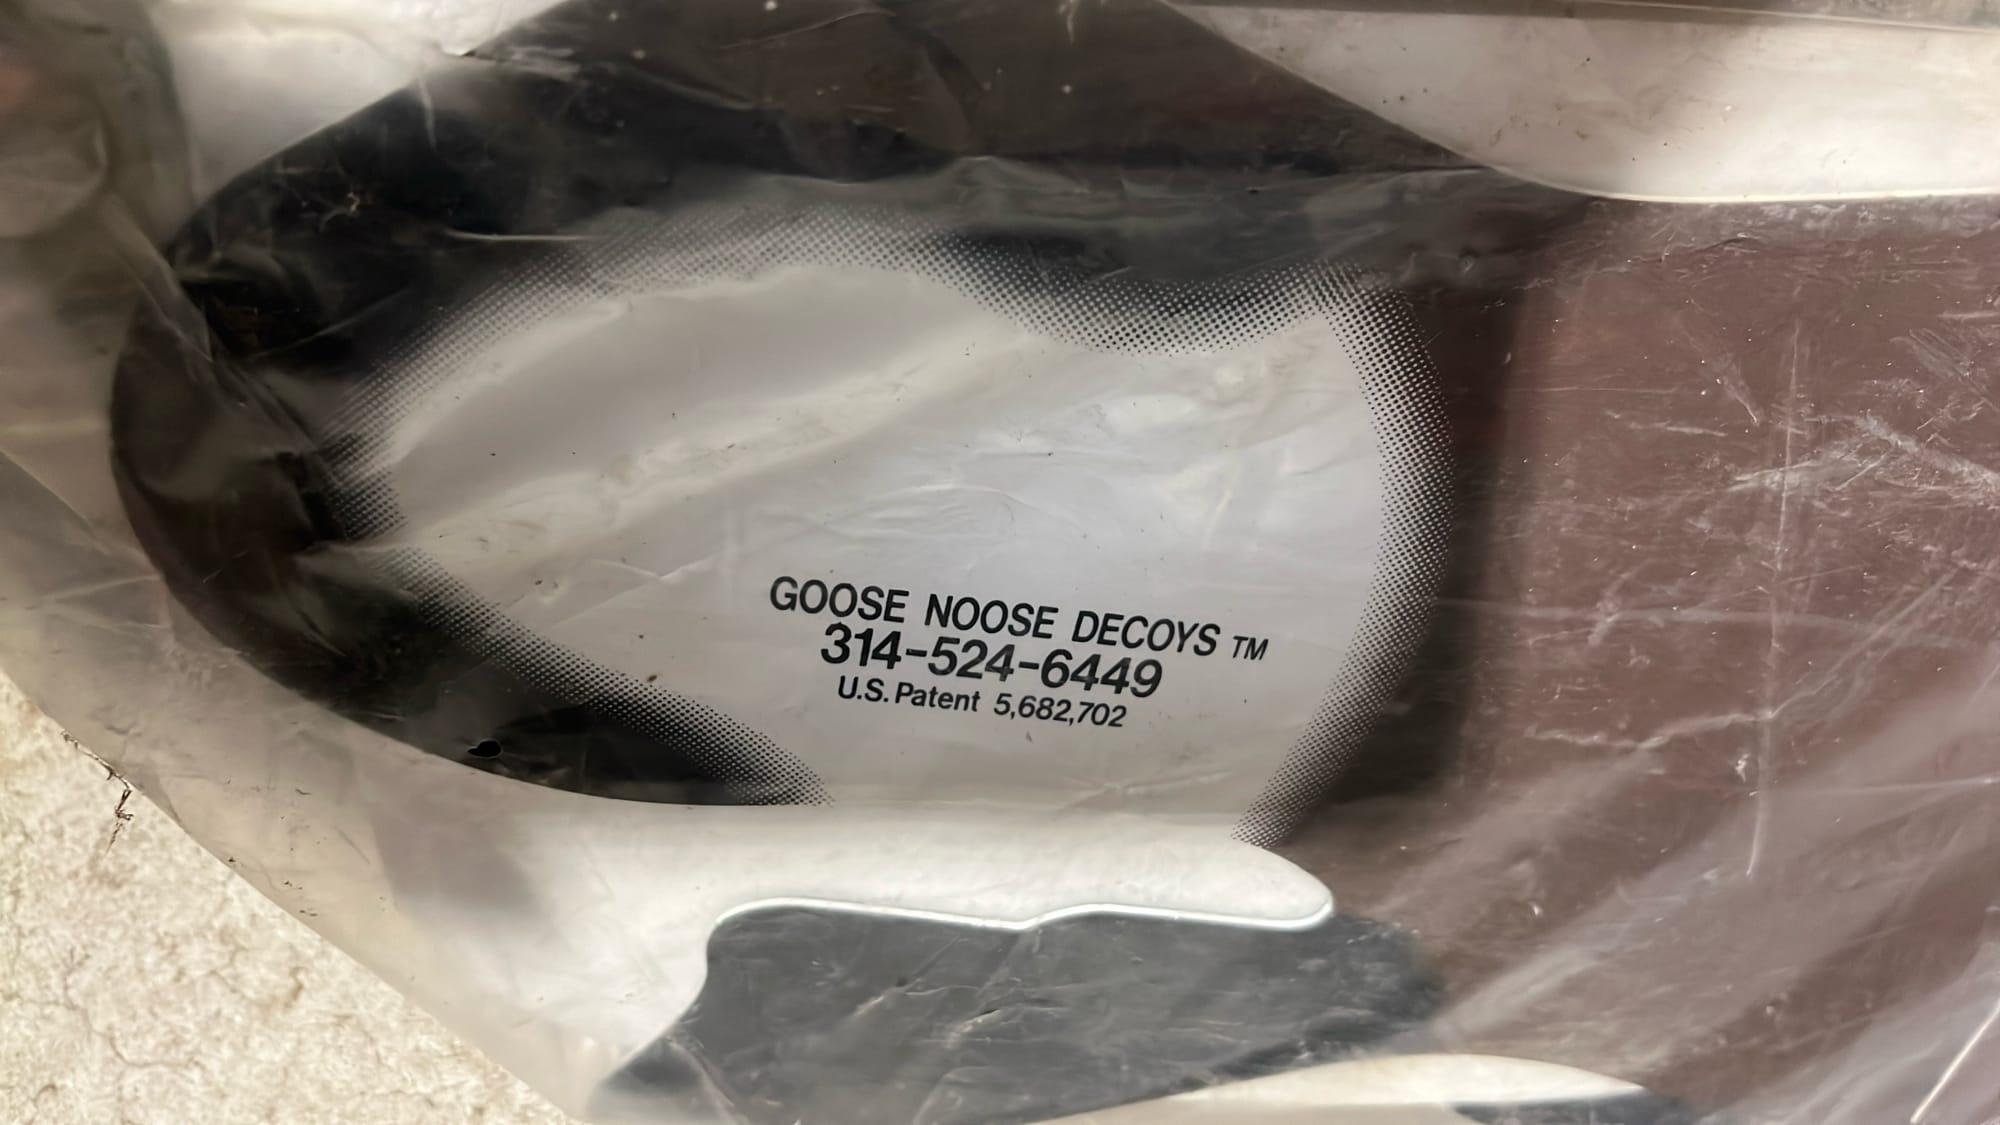 GOOSE NOOSE DECOYS ™
314-524-6449
U.S. Patent 5,682,702